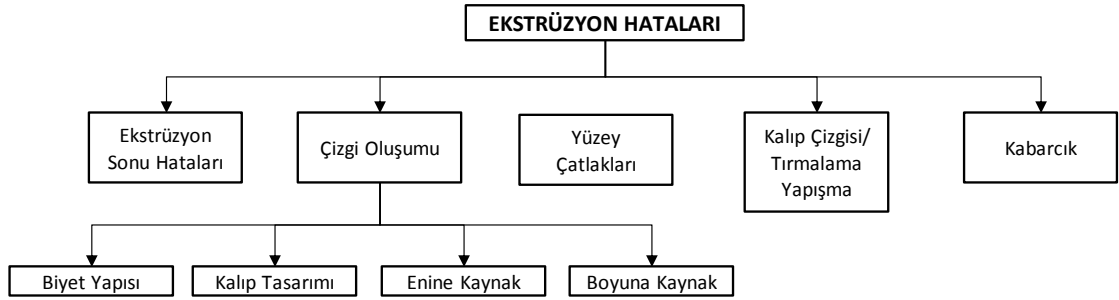 EKSTRÜZYON HATALARI
Ekstrüzyon
Sonu Hataları
Çizgi Oluşumu
Yüzey
Çatlakları
Kalıp Çizgisi/
Tırmalama
Yapışma
Kabarcık
Biyet Yapısı
Kalıp Tasarımı
Enine Kaynak
Boyuna Kaynak